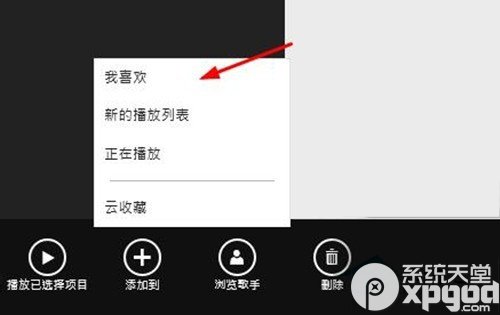 我喜欢
新的播放列表
正在播放
云收藏
播放已选择项目
添加到
浏览歌手
删除
系统天堂
xpgod.com